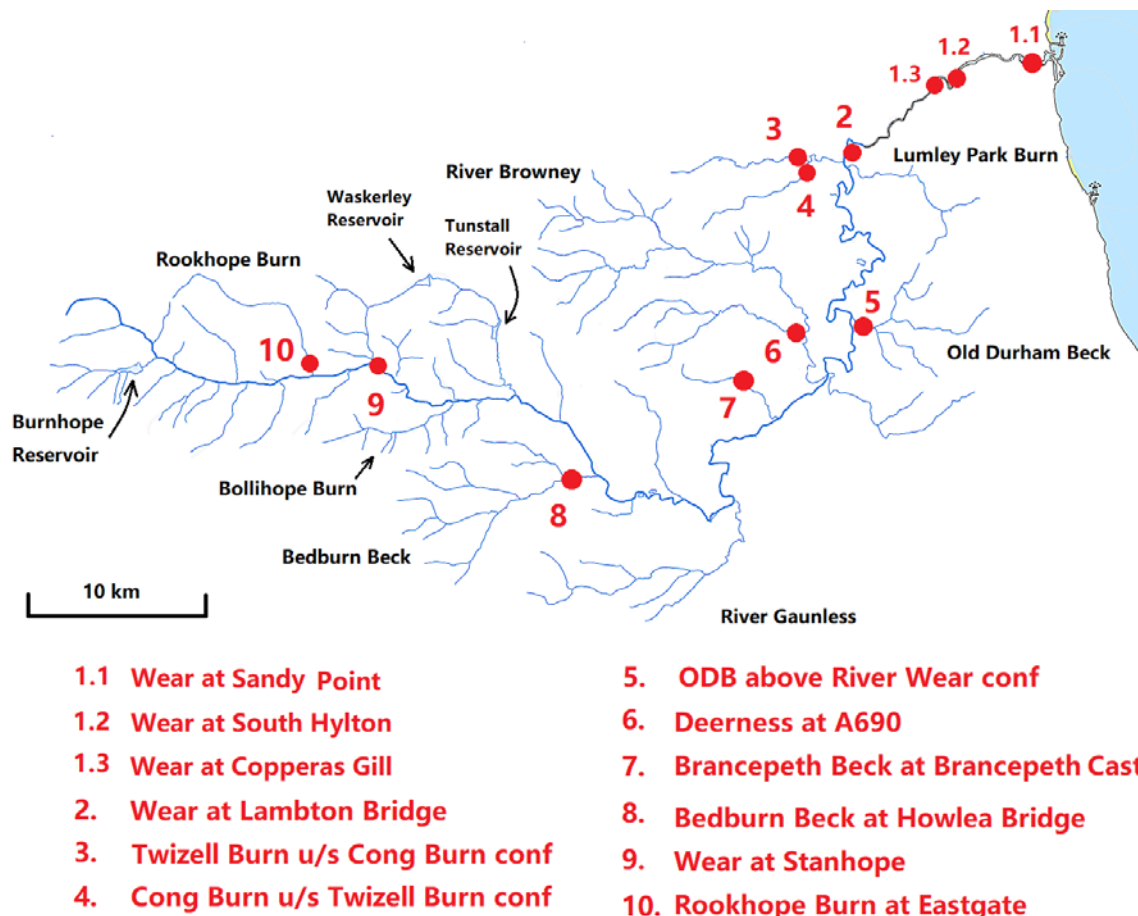 1.1
1.2
1.3
2
3
Lumley Park Burn
River Browney
4
Waskerley
Reservoir
Tunstall
Reservoir
Rookhope Burn
5
10
6
Old Durham Beck
9
7
Burnhope
Reservoir
Bollihope Burn
8
Bedburn Beck
10 km
River Gaunless
1.1 Wear at Sandy Point
1.2 Wear at South Hylton
1.3 Wear at Copperas Gill
2. Wear at Lambton Bridge
3. Twizell Burn u/s Cong Burn conf
4. Cong Burn u/s Twizell Burn conf
5. ODB above River Wear conf
6. Deerness at A690
7. Brancepeth Beck at Brancepeth Cast
8. Bedburn Beck at Howlea Bridge
9. Wear at Stanhope
10. Rookhope Burn at Eastgate